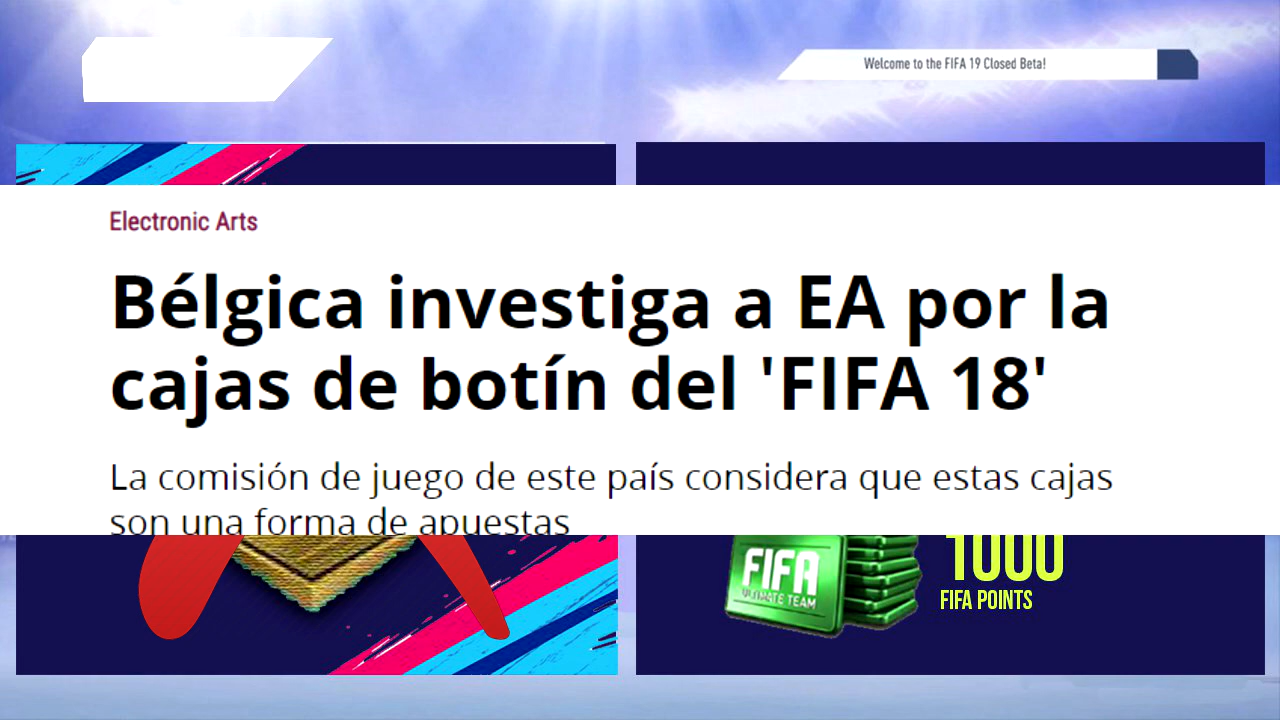 Welcome to the FIFA 19 Closed Beta!
Electronic Arts
Bélgica investiga a EA por la
cajas de botín del 'FIFA 18'
La comisión de juego de este país considera que estas cajas
son una forma de apuestas
FIFA
ULTIMATE TEAM
1000
FIFA POINTS